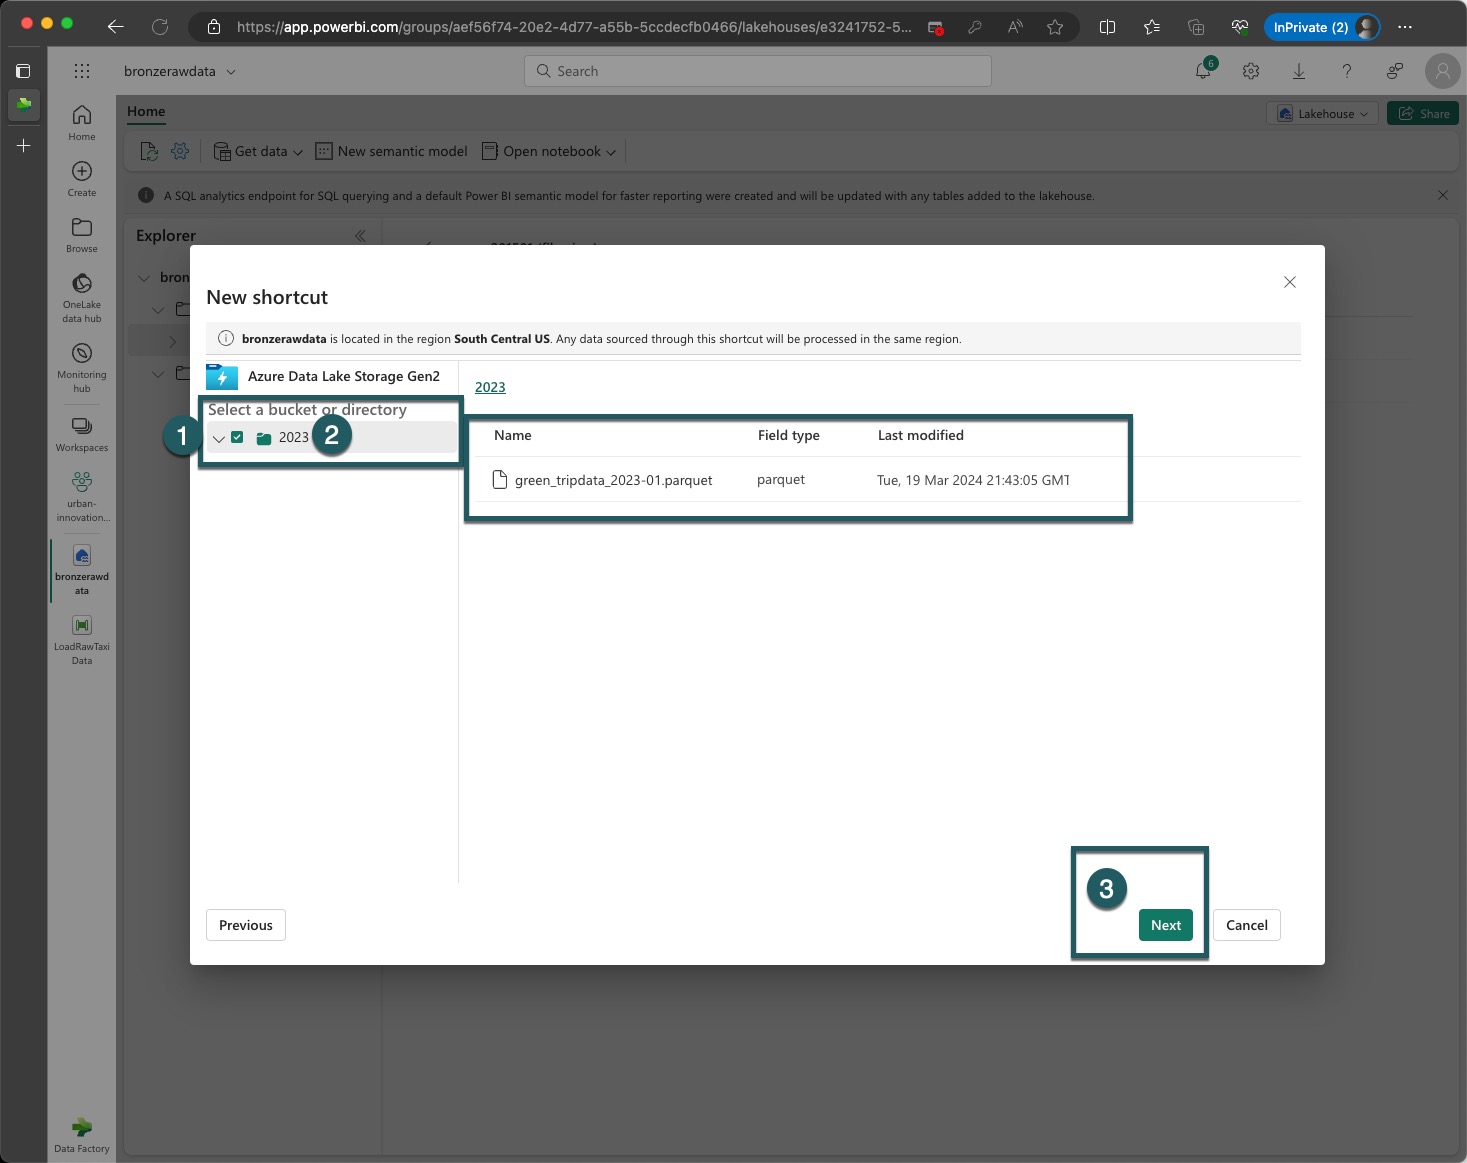 https://app.powerbi.com/groups/aef56f74-20e2-4d77-a55b-5ccdecfb0466/lakehouses/e3241752-5...
InPrivate (2)
bronzerawdata
Search
6
Home
Lakehouse
Share
Get data
New semantic model
Open notebook
A SQL analytics endpoint for SQL querying and a default Power BI semantic model for faster reporting were created and will be updated with any tables added to the lakehouse.
Explorer
bron
Home
Create
Browse
OneLake
data hub
Monitoring
hub
Workspaces
urban-
innovation...
bronzerawd
ata
LoadRawTaxi
Data
Data Factory
New shortcut
bronzerawdata is located in the region South Central US. Any data sourced through this shortcut will be processed in the same region.
Azure Data Lake Storage Gen2
Select a bucket or directory
1
2023
2
2023
Name
Field type
Last modified
green_tripdata_2023-01.parquet
parquet
Tue, 19 Mar 2024 21:43:05 GMT
3
Previous
Next
Cancel